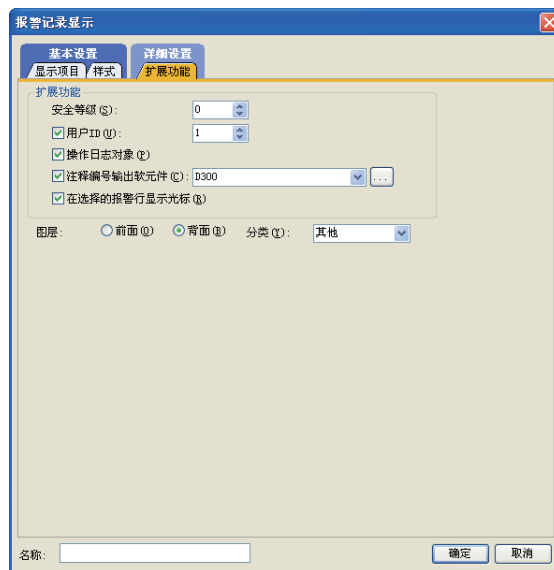 报警记录显示
基本设置 详细设置
显示项目 样式 扩展功能
扩展功能
安全等级(S): 0
用户ID(U): 1
操作日志对象(P)
注释编号输出软元件(C): D300 ...
在选择的报警行显示光标(R)
图层: 前面(O) 背面(B) 分类(Y): 其他
名称: 确定 取消